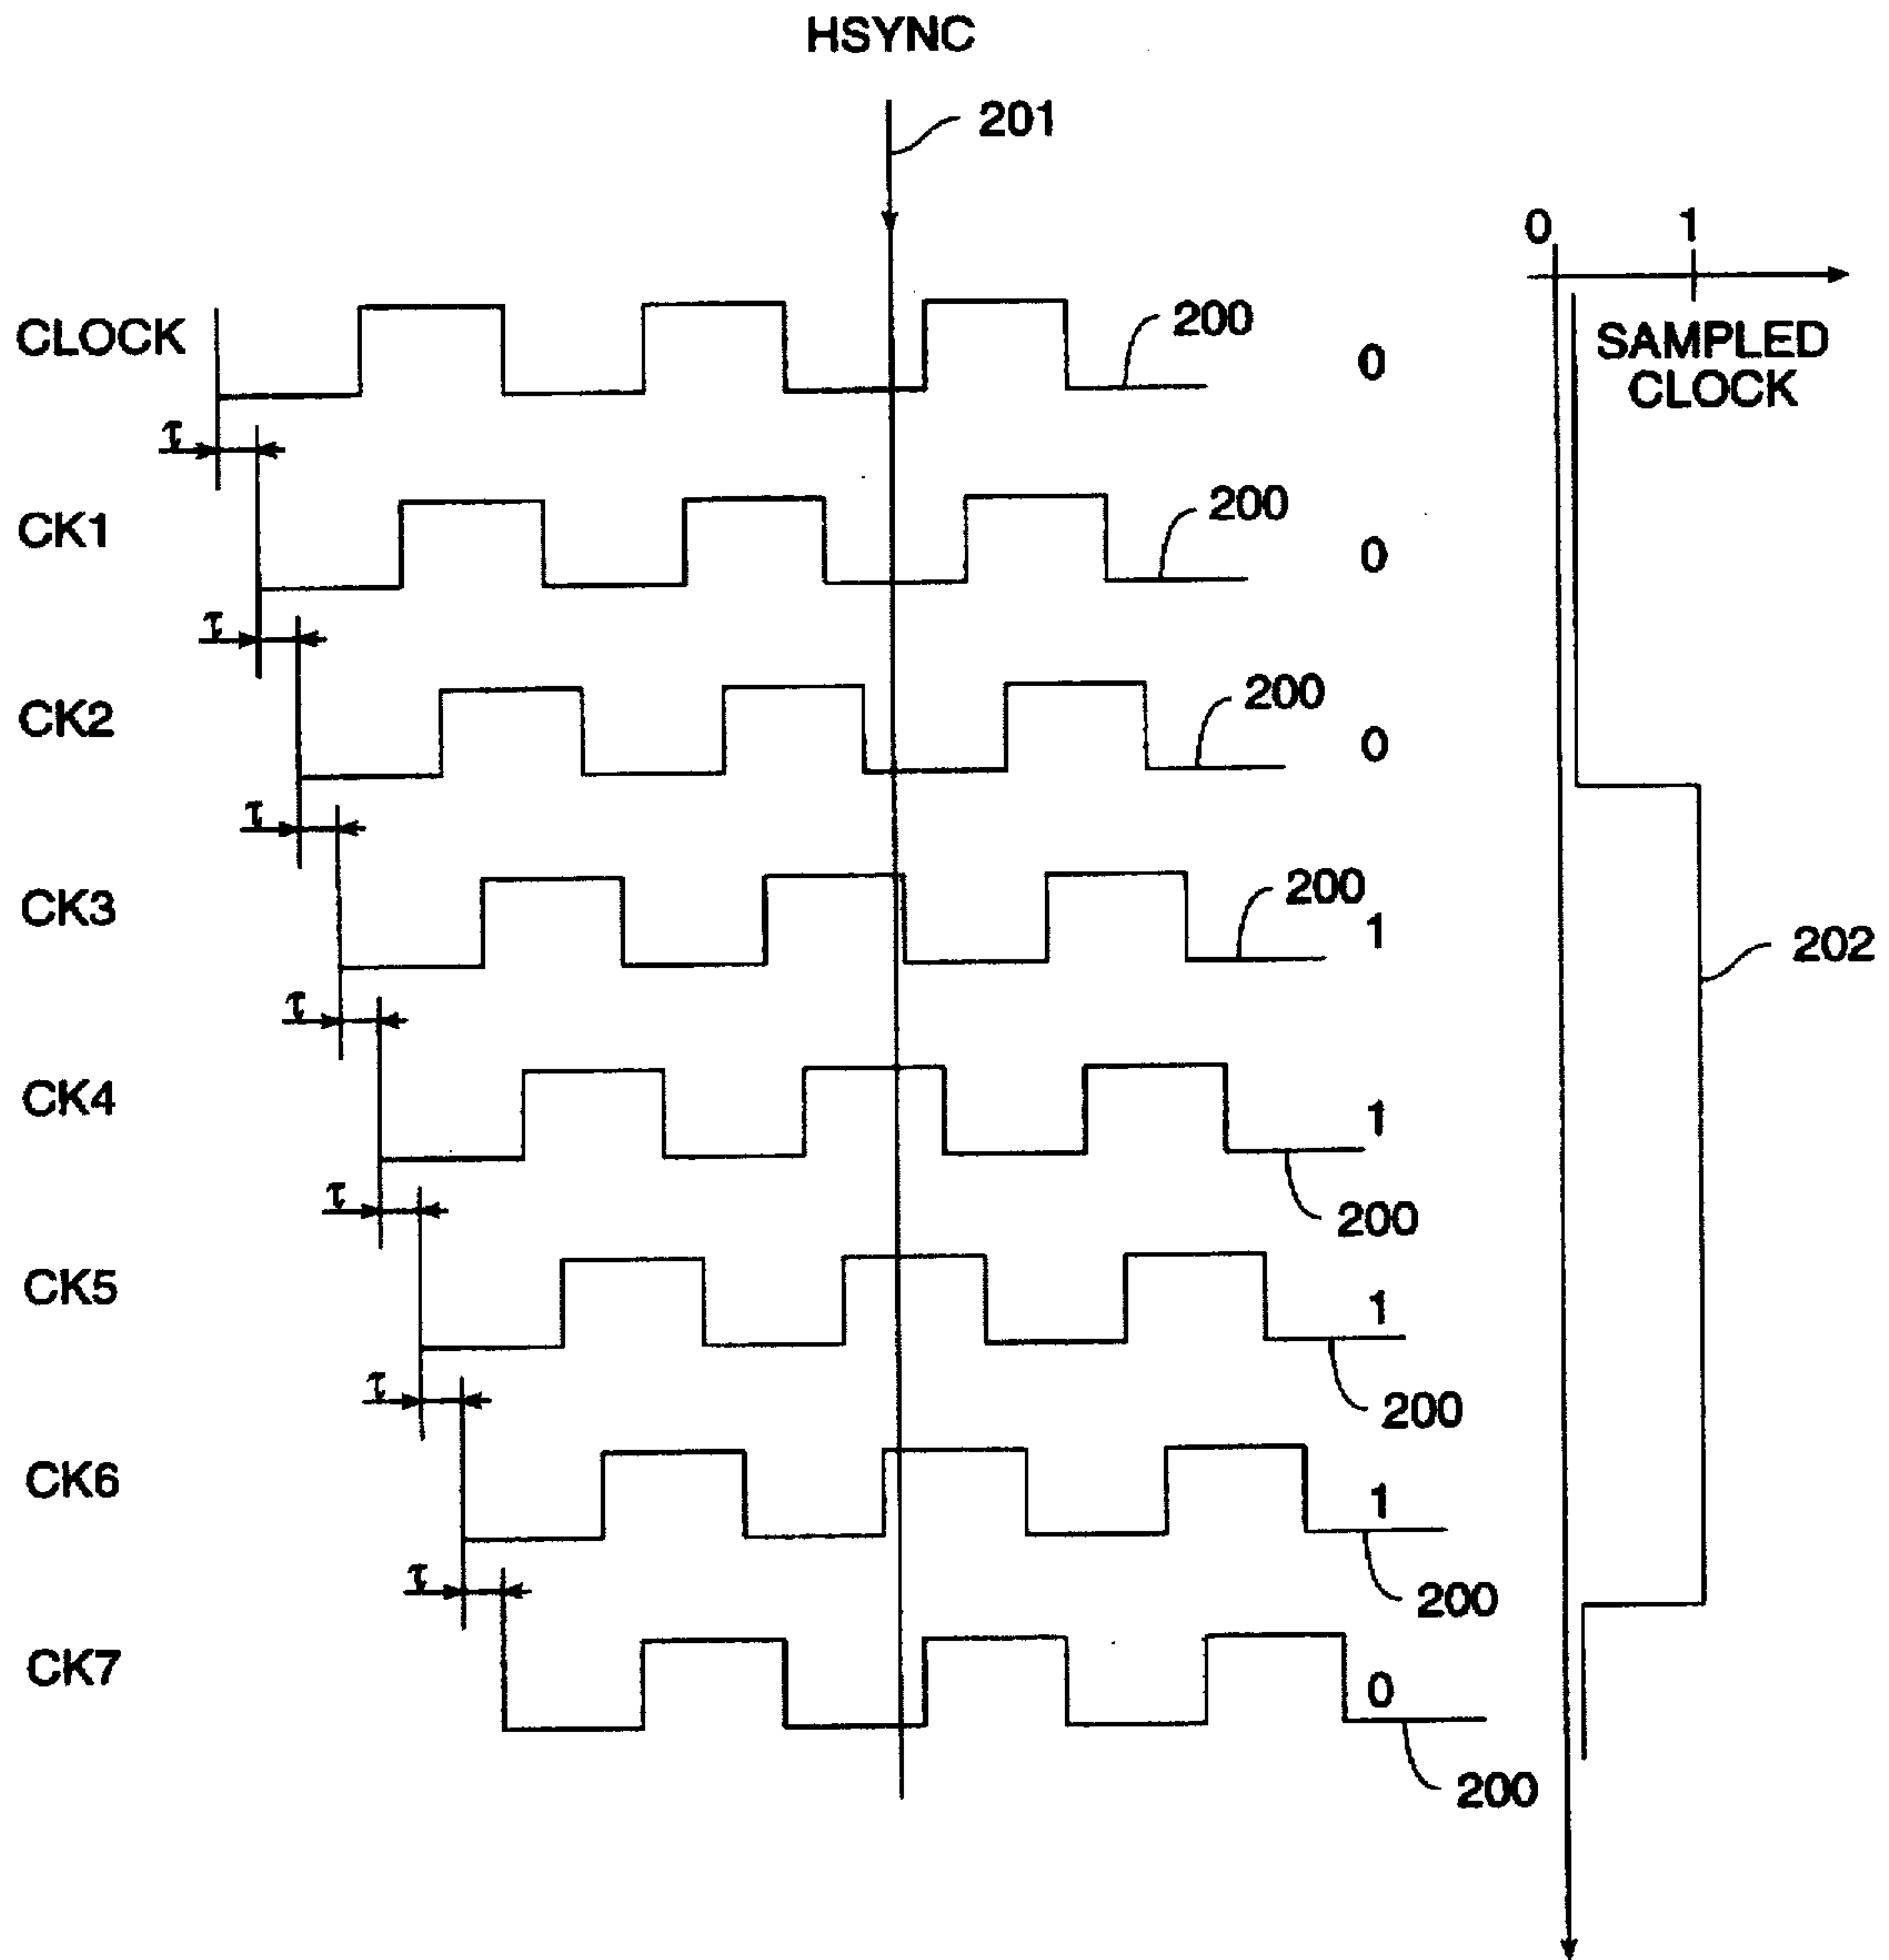 HSYNC
201
0 1
CLOCK 200 0 SAMPLED
CLOCK
τ
CK1 200 0
τ
CK2 200 0
τ
CK3 200 1 202
τ
CK4 1
200
τ
CK5 1
200
τ
CK6 1
200
τ
CK7 0
200